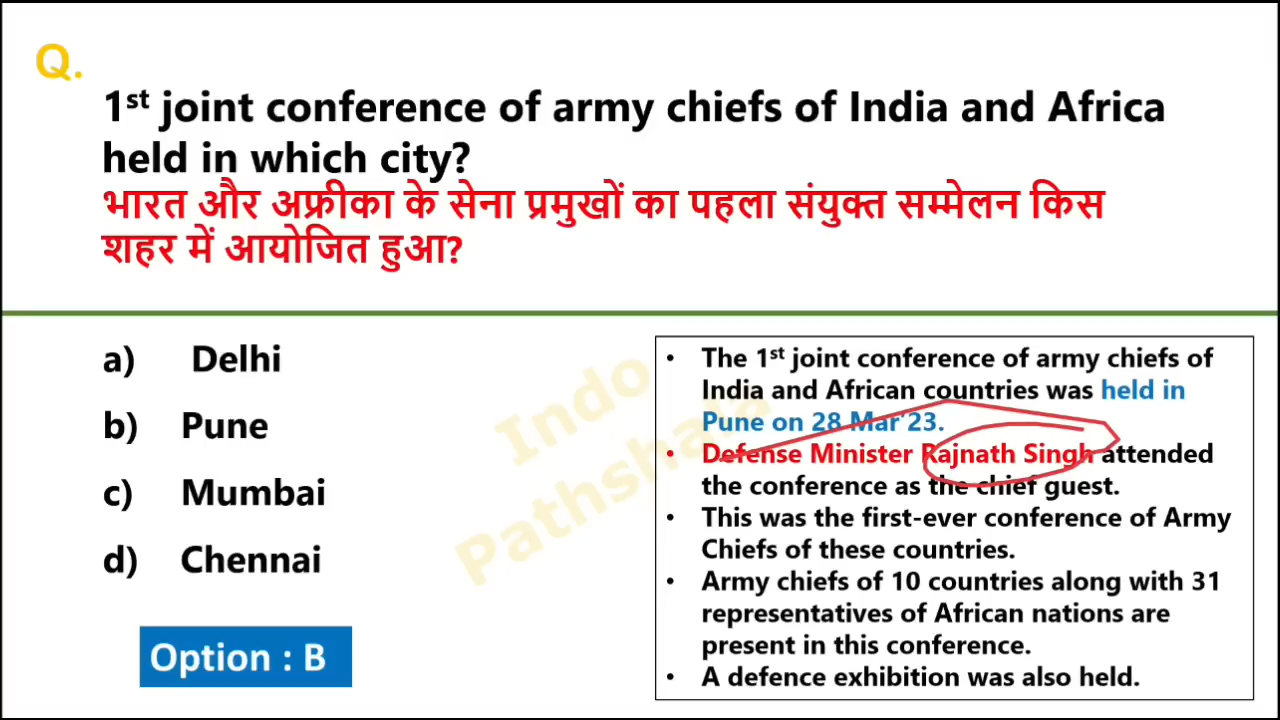 Q.
1st joint conference of army chiefs of India and Africa
held in which city?
भारत और अफ्रीका के सेना प्रमुखों का पहला संयुक्त सम्मेलन किस
शहर में आयोजित हुआ?
a) Delhi
b) Pune
c) Mumbai
d) Chennai
Option : B
• The 1st joint conference of army chiefs of
India and African countries was held in
Pune on 28 Mar'23.
• Defense Minister Rajnath Singh attended
the conference as the chief guest.
• This was the first-ever conference of Army
Chiefs of these countries.
• Army chiefs of 10 countries along with 31
representatives of African nations are
present in this conference.
• A defence exhibition was also held.
Indo
Pathshala